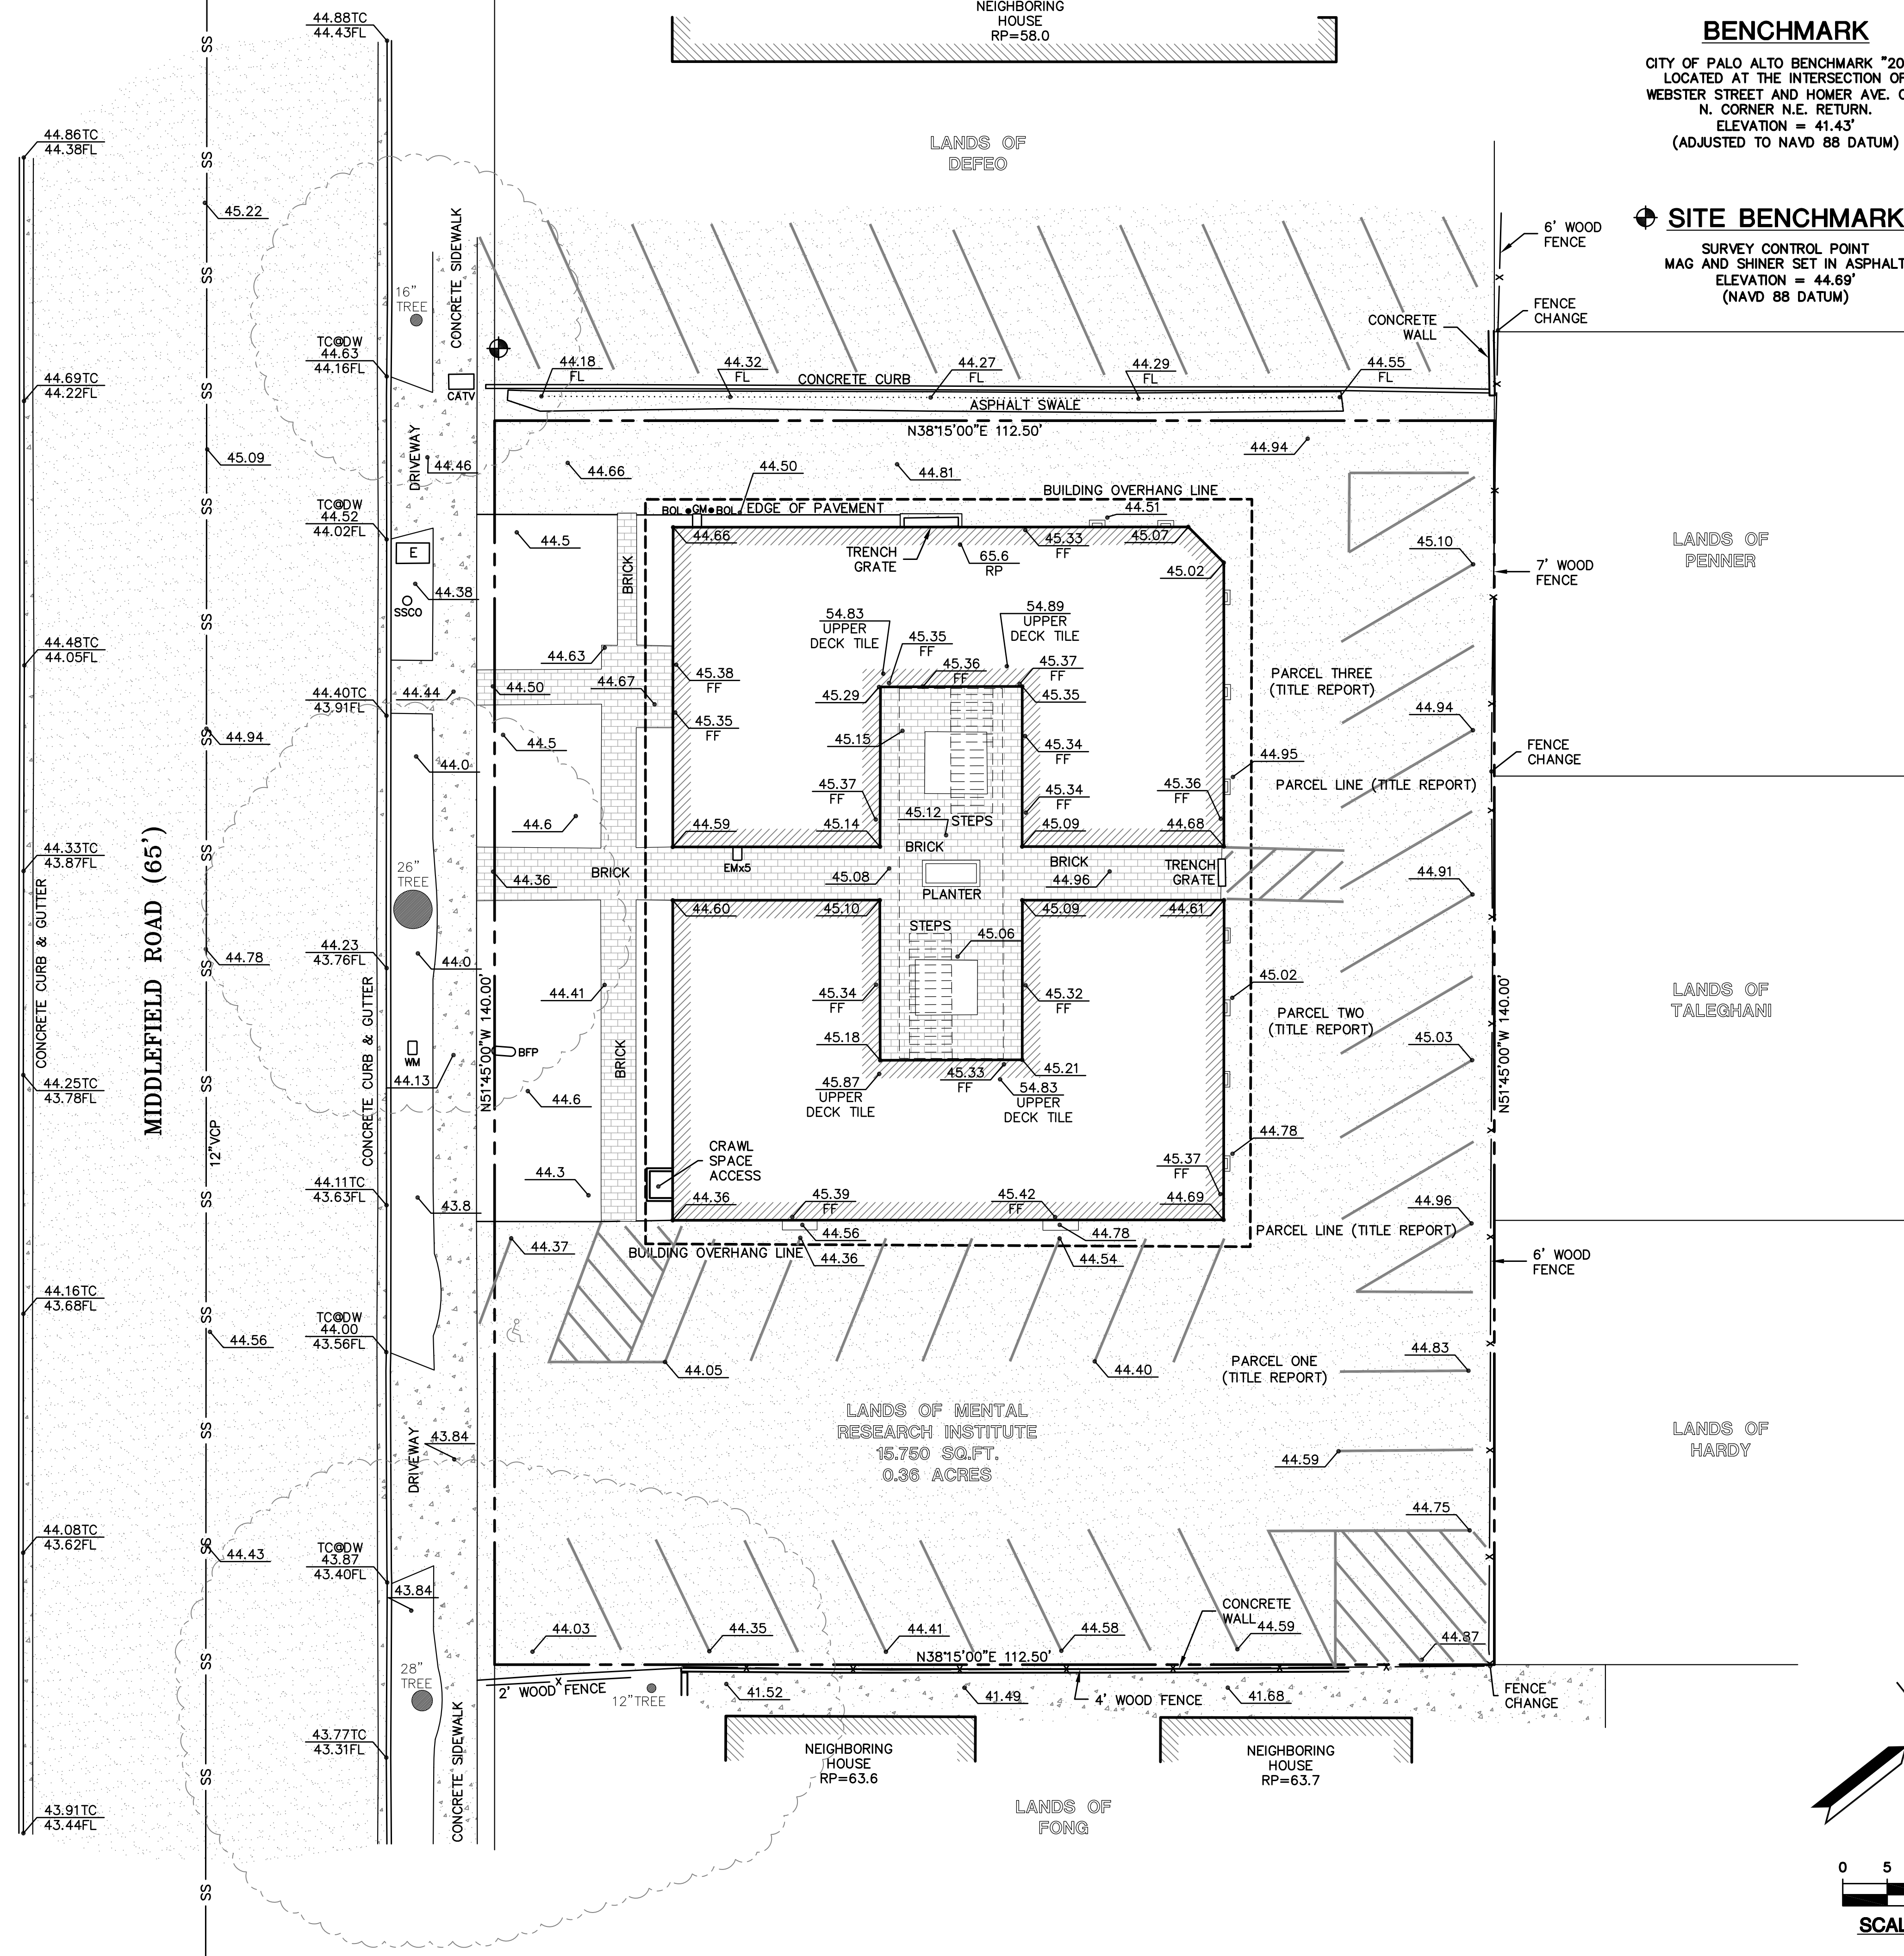 NEIGHBORING
HOUSE
RP=58.0
BENCHMARK
CITY OF PALO ALTO BENCHMARK "20
LOCATED AT THE INTERSECTION OF
WEBSTER STREET AND HOMER AVE.
N. CORNER N.E. RETURN.
ELEVATION = 41.43'
(ADJUSTED TO NAVD 88 DATUM)
SITE BENCHMARK
SURVEY CONTROL POINT
MAG AND SHINER SET IN ASPHALT
ELEVATION = 44.69'
(NAVD 88 DATUM)
44.88TC
44.43FL
44.86TC
44.38FL
SS
45.22
LANDS OF
DEFEO
CONCRETE SIDEWALK
16"
TREE
6' WOOD
FENCE
FENCE
CHANGE
CONCRETE
WALL
TC@DW
44.63
44.16FL
44.69TC
44.22FL
CATV
44.18
FL
44.32
FL
44.27
FL
44.29
FL
44.55
FL
CONCRETE CURB
ASPHALT SWALE
N38°15'00"E 112.50'
DRIVEWAY
45.09
44.46
44.66
44.50
44.81
44.94
BUILDING OVERHANG LINE
TC@DW
44.52
44.02FL
BOL
GM
BOL
EDGE OF PAVEMENT
44.51
E
44.5
44.66
TRENCH
GRATE
65.6
RP
45.33
FF
45.07
45.02
45.10
LANDS OF
PENNER
7' WOOD
FENCE
BRICK
44.38
SSCO
54.83
UPPER
DECK TILE
54.89
UPPER
DECK TILE
44.48TC
44.05FL
44.63
45.35
FF
45.36
FF
45.37
FF
44.40TC
43.91FL
44.44
44.50
44.67
45.38
FF
45.29
45.35
PARCEL THREE
(TITLE REPORT)
45.35
FF
44.94
44.5
45.15
45.34
FF
44.94
44.0
44.95
FENCE
CHANGE
45.37
FF
45.34
FF
45.36
FF
PARCEL LINE (TITLE REPORT)
44.6
44.59
45.14
45.12
STEPS
45.09
44.68
44.33TC
43.87FL
26"
TREE
BRICK
44.36
BRICK
EMx5
45.08
PLANTER
BRICK
44.96
TRENCH
GRATE
44.91
CONCRETE CURB & GUTTER
MIDDLEFIELD ROAD (65')
44.60
45.10
45.09
44.61
STEPS
45.06
44.23
43.76FL
44.78
44.0
44.41
45.34
FF
45.32
FF
45.02
LANDS OF
TALEGHANI
CONCRETE CURB & GUTTER
N51°45'00"W 140.00'
PARCEL TWO
(TITLE REPORT)
N51°45'00"W 140.00'
WM
BFP
BRICK
45.18
45.21
45.03
44.25TC
43.78FL
44.13
44.6
45.87
UPPER
DECK TILE
45.33
FF
54.83
UPPER
DECK TILE
12"VCP
CRAWL
SPACE
ACCESS
44.78
44.11TC
43.63FL
43.8
44.3
44.36
45.39
FF
45.42
FF
45.37
FF
44.69
44.96
44.37
44.56
44.78
PARCEL LINE (TITLE REPORT)
BUILDING OVERHANG LINE
44.36
44.54
6' WOOD
FENCE
44.16TC
43.68FL
TC@DW
44.00
43.56FL
44.56
44.05
44.40
PARCEL ONE
(TITLE REPORT)
44.83
LANDS OF MENTAL
RESEARCH INSTITUTE
15.750 SQ.FT.
0.36 ACRES
LANDS OF
HARDY
DRIVEWAY
43.84
44.59
44.75
44.08TC
43.62FL
44.43
TC@DW
43.87
43.40FL
43.84
44.03
44.35
44.41
44.58
CONCRETE
WALL
44.59
44.87
N38°15'00"E 112.50'
28"
TREE
2' WOOD FENCE
12"TREE
41.52
41.49
4' WOOD FENCE
41.68
FENCE
CHANGE
CONCRETE SIDEWALK
43.77TC
43.31FL
NEIGHBORING
HOUSE
RP=63.6
NEIGHBORING
HOUSE
RP=63.7
43.91TC
43.44FL
LANDS OF
FONG
0 5